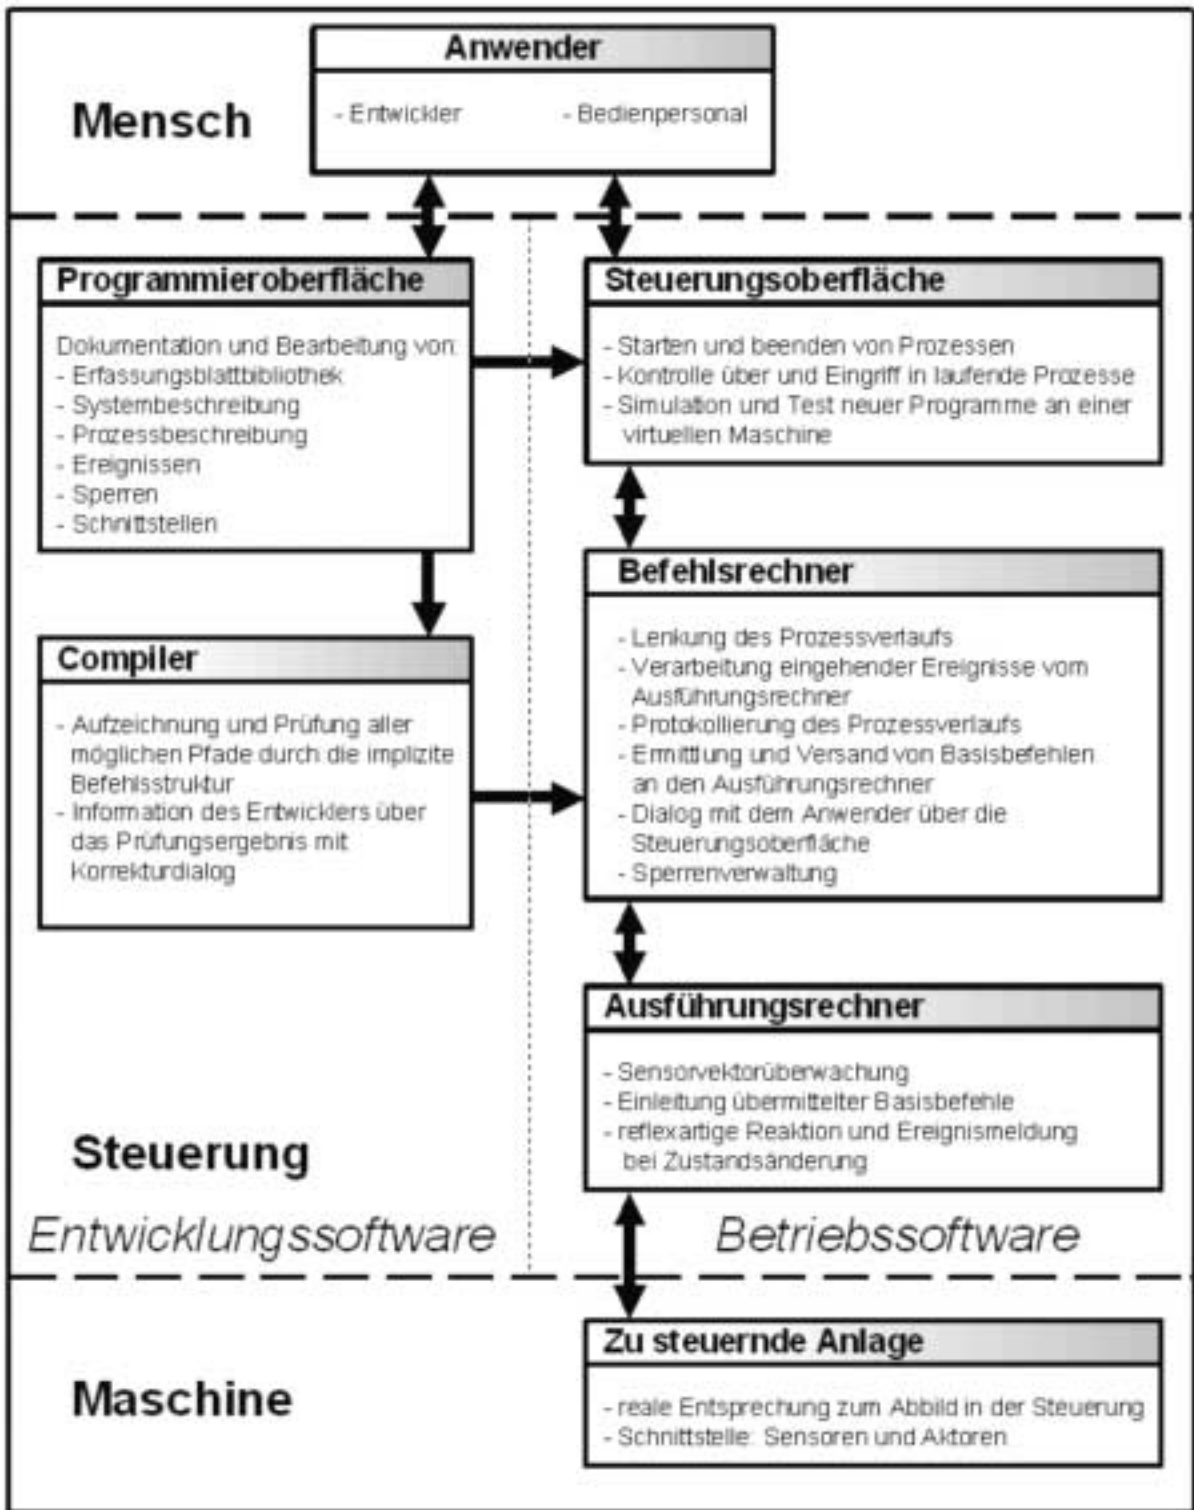 Anwender
Mensch
- Entwickler
- Bedienpersonal
Programmieroberfläche
Dokumentation und Bearbeitung von:
- Erfassungsblattbibliothek
- Systembeschreibung
- Prozessbeschreibung
- Ereignissen
- Sperren
- Schnittstellen
Steuerungsoberfläche
- Starten und beenden von Prozessen
- Kontrolle über und Eingriff in laufende Prozesse
- Simulation und Test neuer Programme an einer
virtuellen Maschine
Compiler
- Aufzeichnung und Prüfung aller
möglichen Pfade durch die implizite
Befehlsstruktur
- Information des Entwicklers über
das Prüfungsergebnis mit
Korrekturdialog
Befehlsrechner
- Lenkung des Prozessverlaufs
- Verarbeitung eingehender Ereignisse vom
Ausführungsrechner
- Protokollierung des Prozessverlaufs
- Ermittlung und Versand von Basisbefehlen
an den Ausführungsrechner
- Dialog mit dem Anwender über die
Steuerungsoberfläche
- Sperrenverwaltung
Ausführungsrechner
- Sensorvektorüberwachung
- Einleitung übermittelter Basisbefehle
- reflexartige Reaktion und Ereignismeldung
bei Zustandsänderung
Steuerung
Entwicklungssoftware
Betriebssoftware
Zu steuernde Anlage
Maschine
- reale Entsprechung zum Abbild in der Steuerung
- Schnittstelle: Sensoren und Aktoren